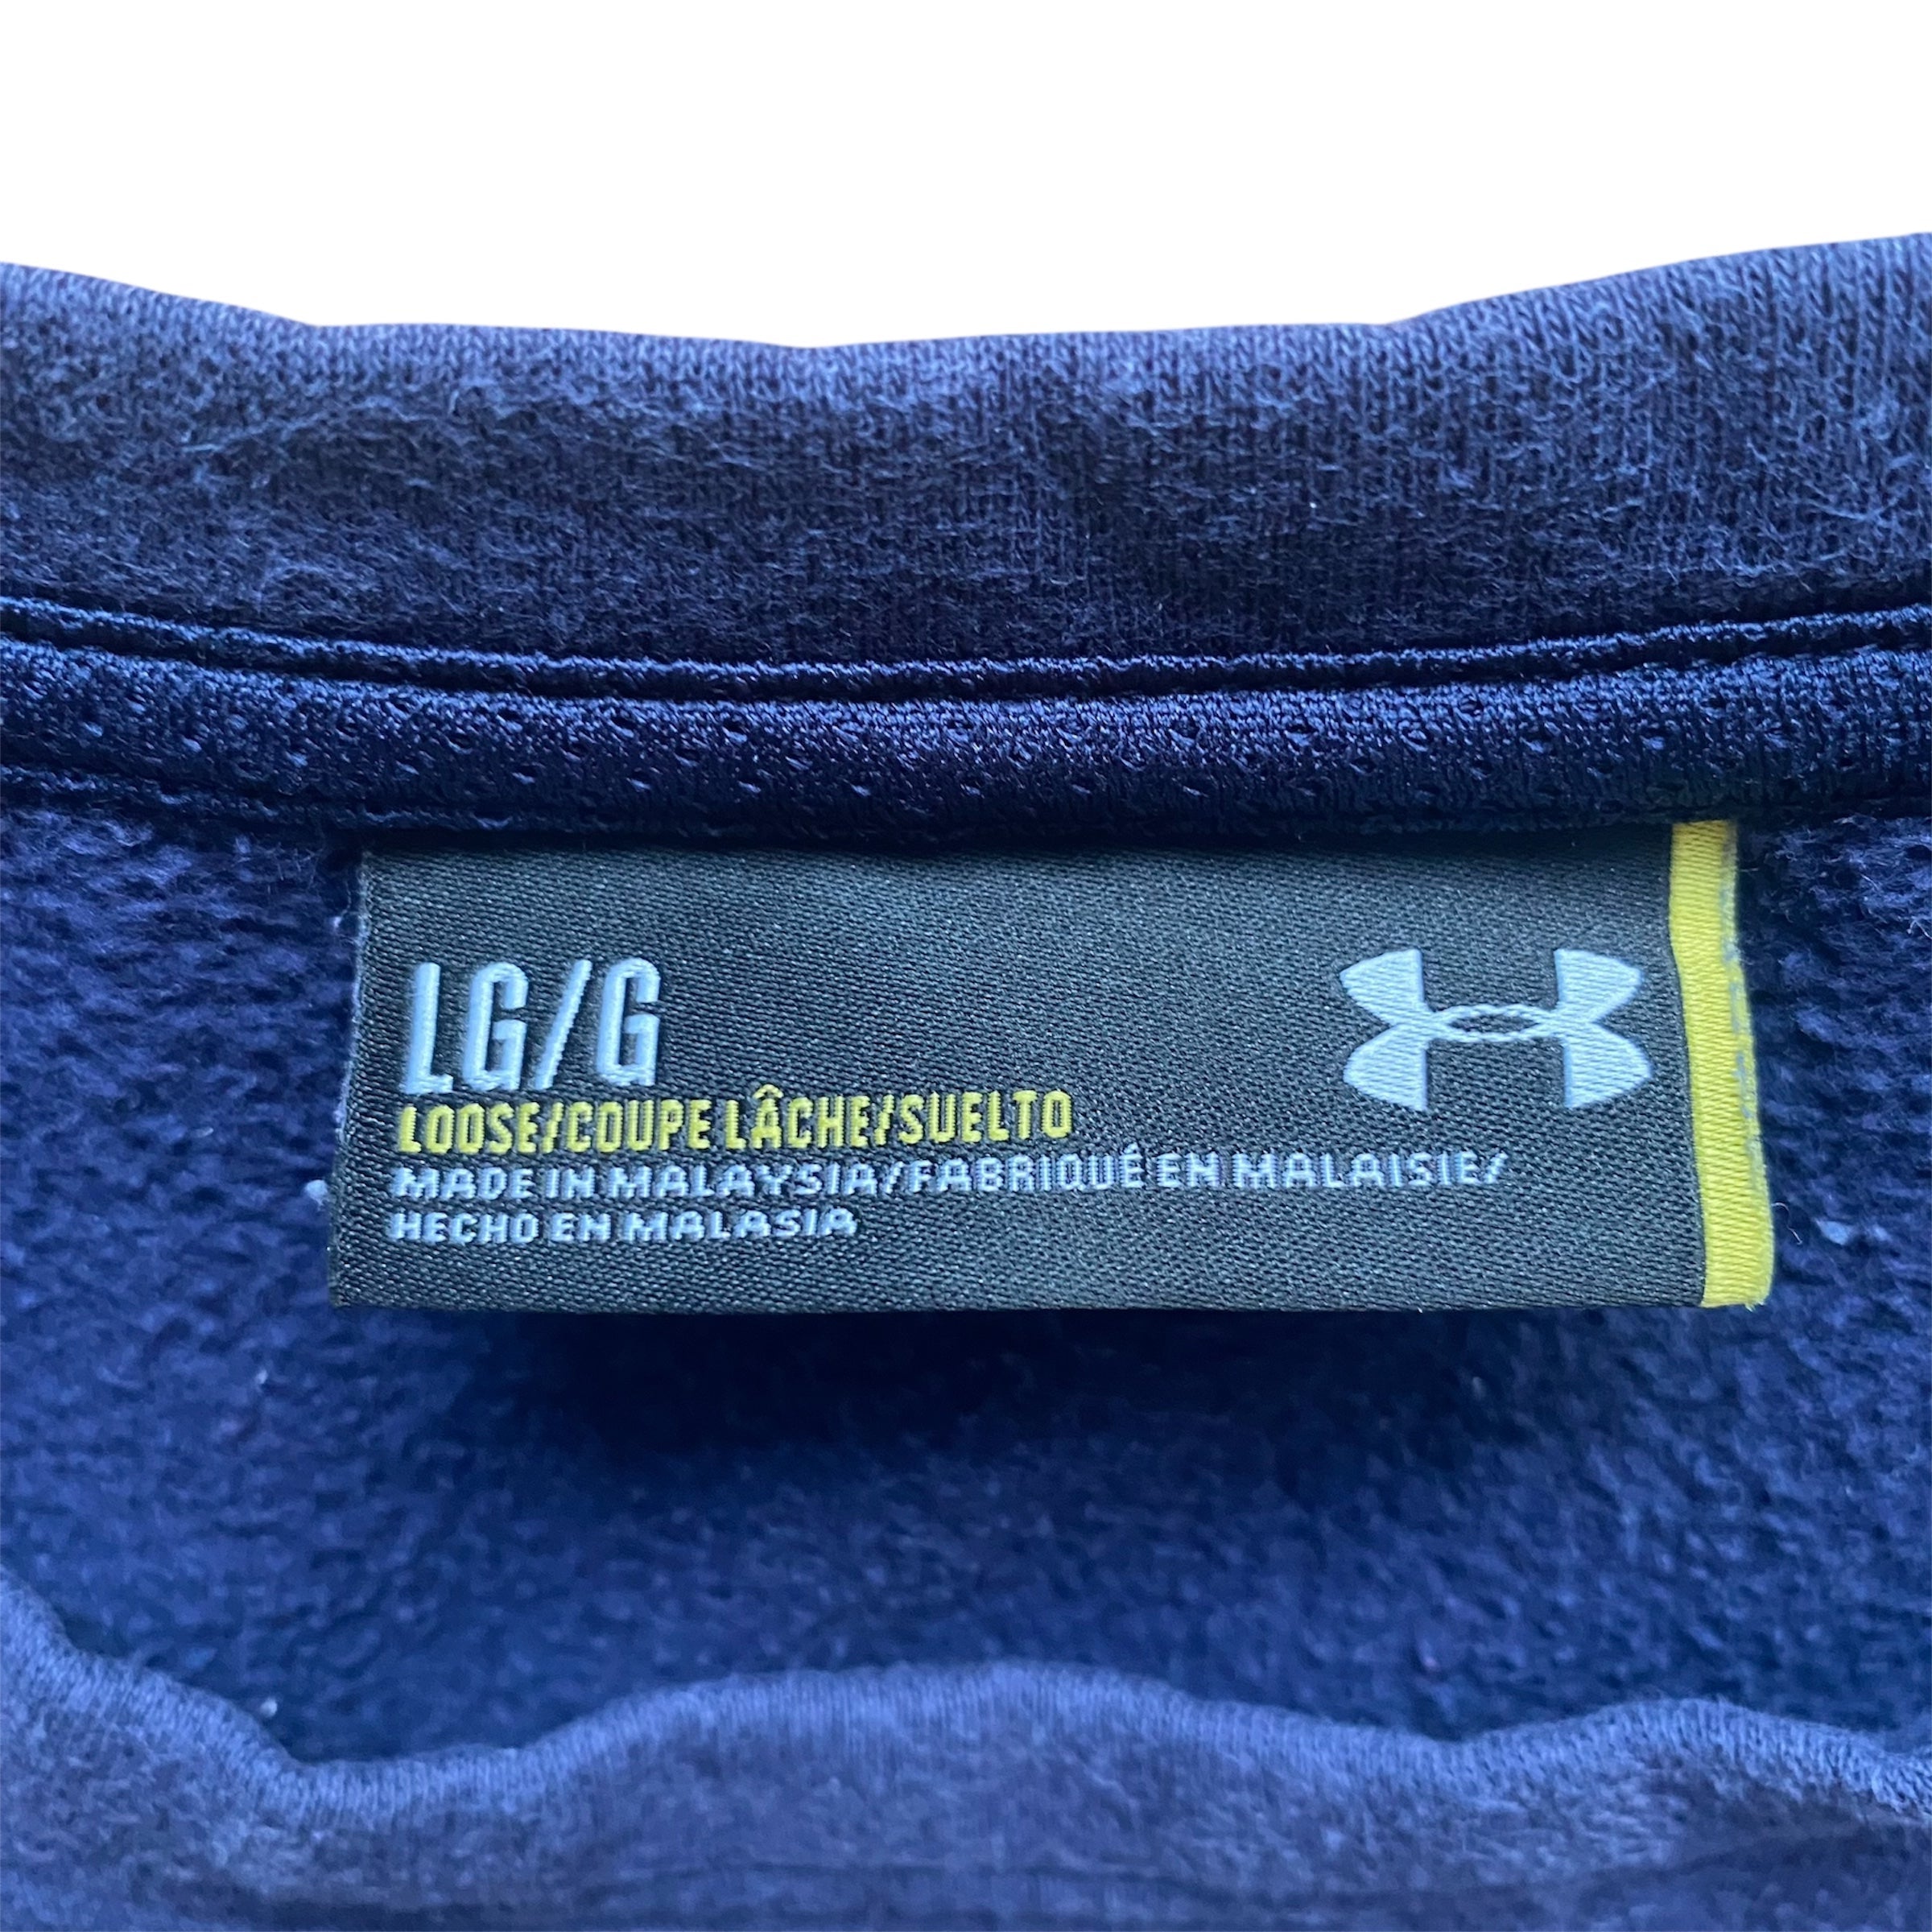 LG/G
LOOSE/COUPE LÂCHE/SUELTO
MADE IN MALAYSIA/FABRIQUÉ EN MALAISIE/
HECHO EN MALASIA